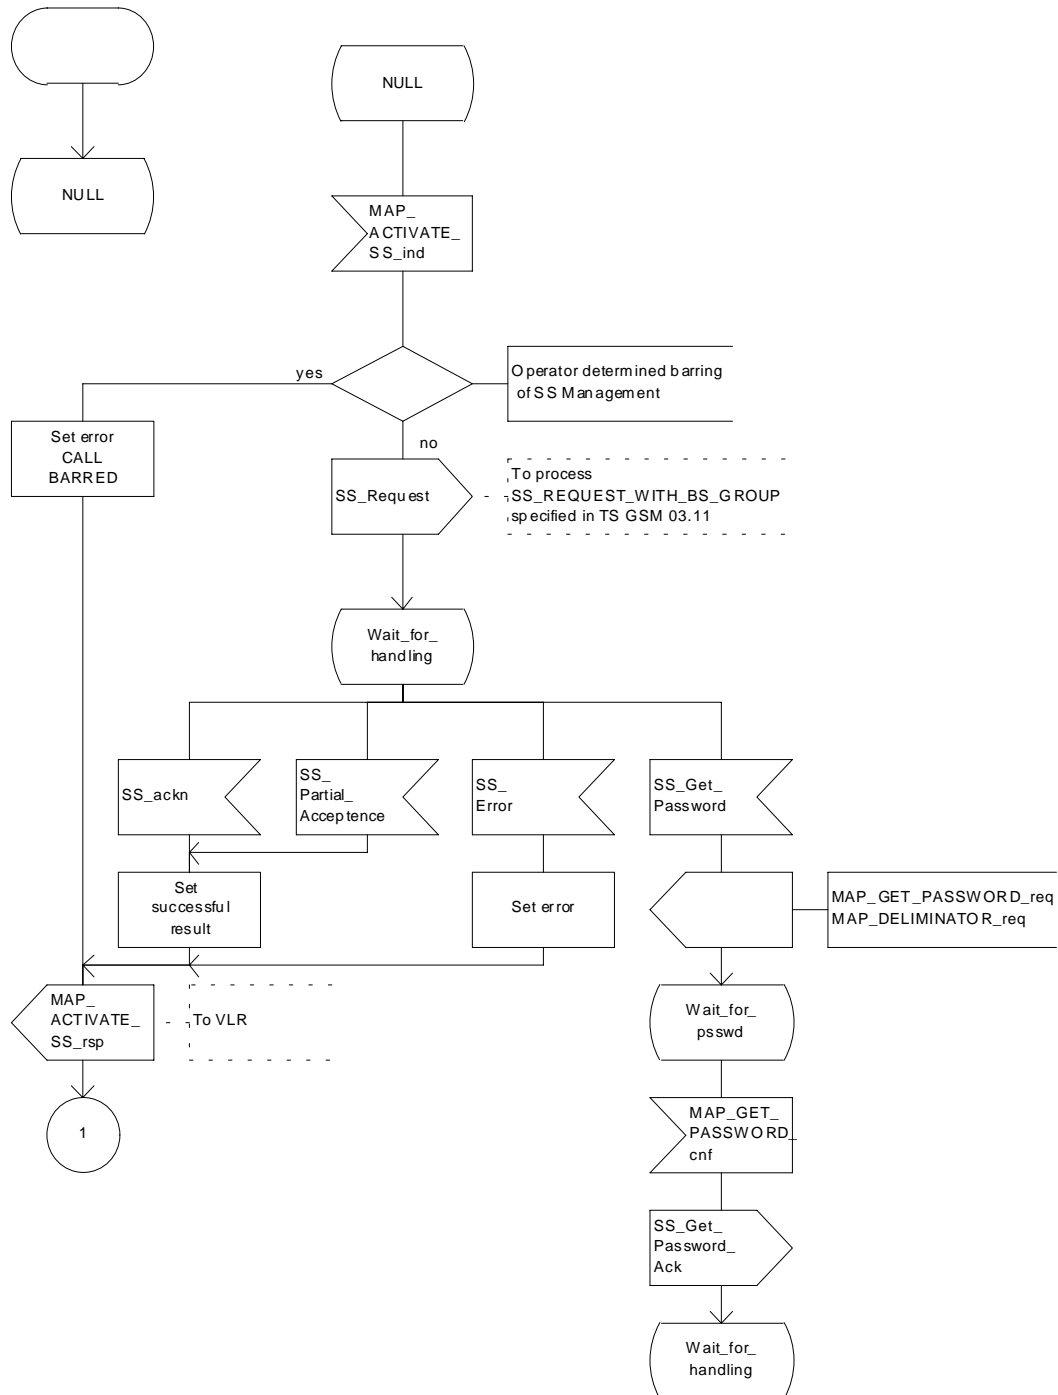 NULL
NULL
MAP_
ACTIVATE_
SS_ind
yes
Operator determined barring
of SS Management
Set error
CALL
BARRED
no
SS_Request
To process
SS_REQUEST_WITH_BS_GROUP
specified in TS GSM 03.11
Wait_for_
handling
SS_ackn
SS_
Partial_
Acceptence
SS_
Error
SS_Get_
Password
Set
successful
result
Set error
MAP_GET_PASSWORD_req
MAP_DELIMINATOR_req
MAP_
ACTIVATE_
SS_rsp
To VLR
Wait_for_
psswd
1
MAP_GET_
PASSWORD_
cnf
SS_Get_
Password_
Ack
Wait_for_
handling